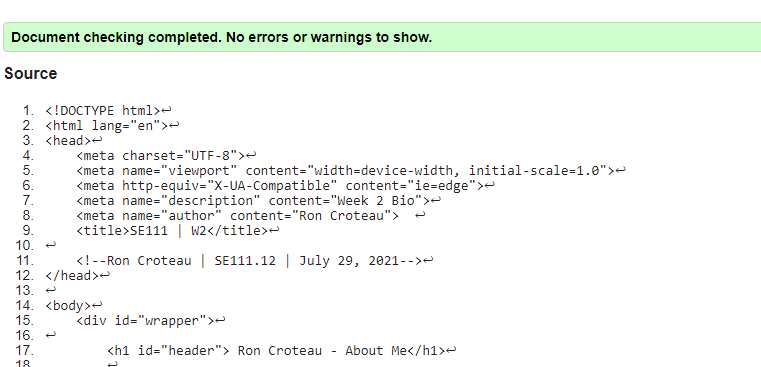 Document checking completed. No errors or warnings to show.
Source
1. <!DOCTYPE html>↩
2. <html lang="en">↩
3. <head>↩
4. <meta charset="UTF-8">↩
5. <meta name="viewport" content="width=device-width, initial-scale=1.0">↩
6. <meta http-equiv="X-UA-Compatible" content="ie=edge">↩
7. <meta name="description" content="Week 2 Bio">↩
8. <meta name="author" content="Ron Croteau"> ↩
9. <title>SE111 | W2</title>↩
10. ↩
11. <!--Ron Croteau | SE111.12 | July 29, 2021-->↩
12. </head>↩
13. ↩
14. <body>↩
15. <div id="wrapper">↩
16. ↩
17. <h1 id="header"> Ron Croteau - About Me</h1>↩
18. ↩